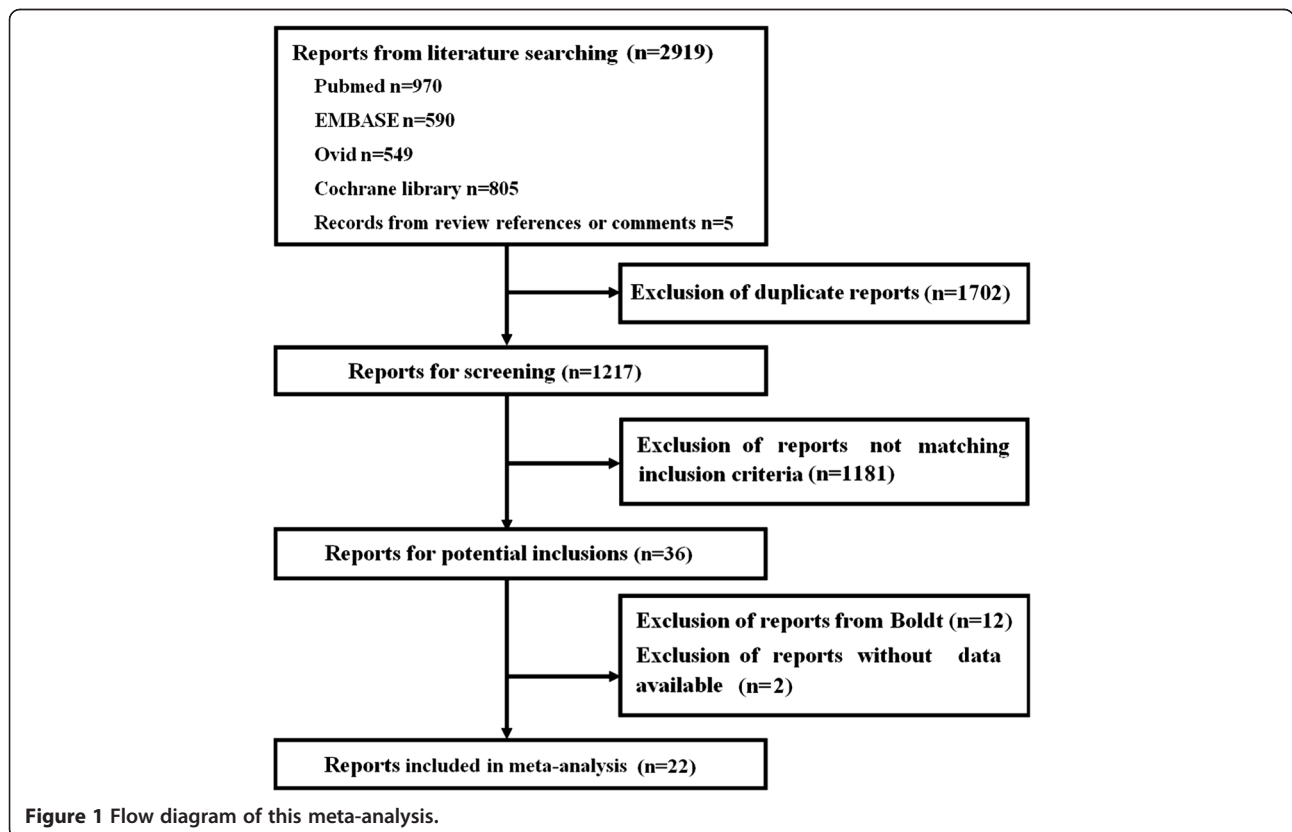 Reports from literature searching (n=2919)
Pubmed n=970
EMBASE n=590
Ovid n=549
Cochrane library n=805
Records from review references or comments n=5
Exclusion of duplicate reports (n=1702)
Reports for screening (n=1217)
Exclusion of reports not matching
inclusion criteria (n=1181)
Reports for potential inclusions (n=36)
Exclusion of reports from Boldt (n=12)
Exclusion of reports without data
available (n=2)
Reports included in meta-analysis (n=22)
Figure 1 Flow diagram of this meta-analysis.